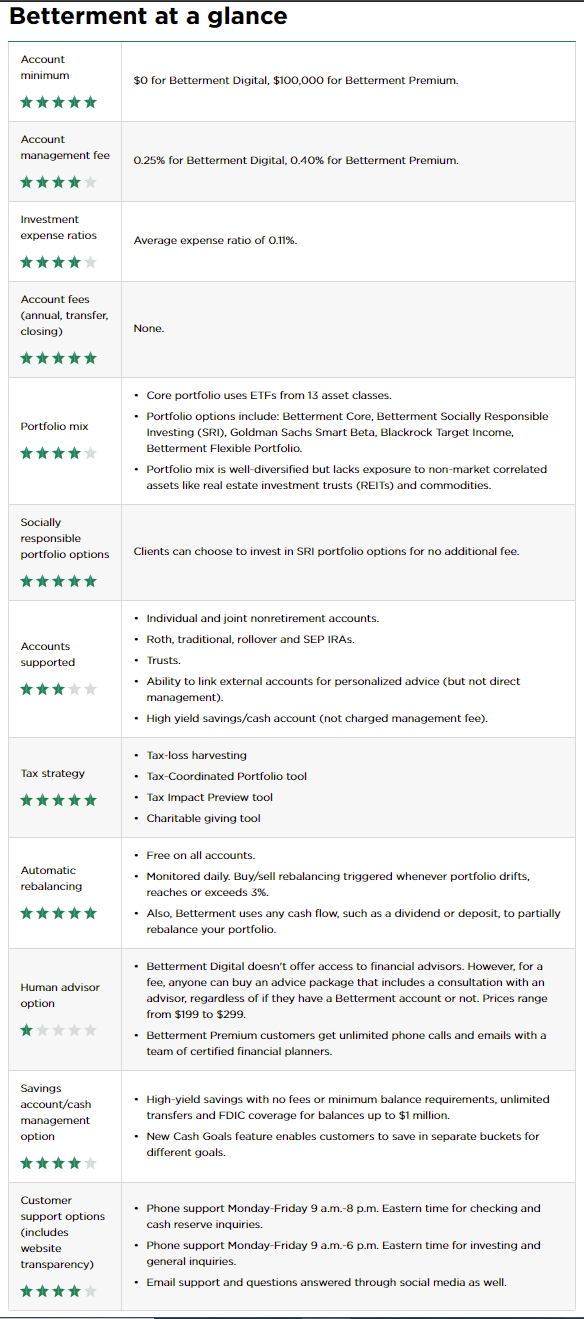 Betterment at a glance
Account
minimum
$0 for Betterment Digital, $100,000 for Betterment Premium.
Account
management fee
0.25% for Betterment Digital, 0.40% for Betterment Premium.
Investment
expense ratios
Average expense ratio of 0.11%.
Account fees
(annual, transfer,
closing)
None.
Portfolio mix
• Core portfolio uses ETFs from 13 asset classes.
• Portfolio options include: Betterment Core, Betterment Socially Responsible
Investing (SRI), Goldman Sachs Smart Beta, Blackrock Target Income,
Betterment Flexible Portfolio.
• Portfolio mix is well-diversified but lacks exposure to non-market correlated
assets like real estate investment trusts (REITs) and commodities.
Socially
responsible
portfolio options
Clients can choose to invest in SRI portfolio options for no additional fee.
Accounts
supported
• Individual and joint nonretirement accounts.
• Roth, traditional, rollover and SEP IRAs.
• Trusts.
• Ability to link external accounts for personalized advice (but not direct
management).
• High yield savings/cash account (not charged management fee).
Tax strategy
• Tax-loss harvesting
• Tax-Coordinated Portfolio tool
• Tax Impact Preview tool
• Charitable giving tool
Automatic
rebalancing
• Free on all accounts.
• Monitored daily. Buy/sell rebalancing triggered whenever portfolio drifts,
reaches or exceeds 3%.
• Also, Betterment uses any cash flow, such as a dividend or deposit, to partially
rebalance your portfolio.
Human advisor
option
• Betterment Digital doesn't offer access to financial advisors. However, for a
fee, anyone can buy an advice package that includes a consultation with an
advisor, regardless of if they have a Betterment account or not. Prices range
from $199 to $299.
• Betterment Premium customers get unlimited phone calls and emails with a
team of certified financial planners.
Savings
account/cash
management
option
• High-yield savings with no fees or minimum balance requirements, unlimited
transfers and FDIC coverage for balances up to $1 million.
• New Cash Goals feature enables customers to save in separate buckets for
different goals.
Customer
support options
(includes
website
transparency)
• Phone support Monday-Friday 9 a.m.-8 p.m. Eastern time for checking and
cash reserve inquiries.
• Phone support Monday-Friday 9 a.m.-6 p.m. Eastern time for investing and
general inquiries.
• Email support and questions answered through social media as well.